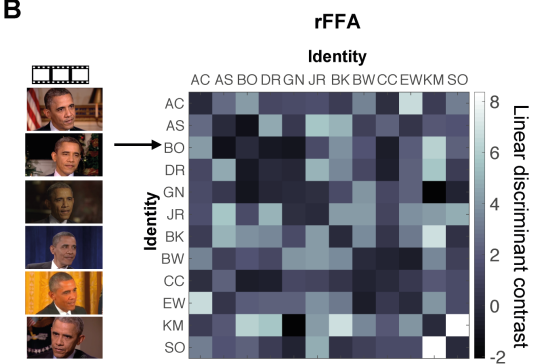 B
rFFA
Identity
AC AS BO DR GN JR BK BW CC EW KM SO
AC
AS
BO
DR
GN
JR
BK
BW
CC
EW
KM
SO
Identity
8
6
4
2
0
-2
Linear discriminant contrast